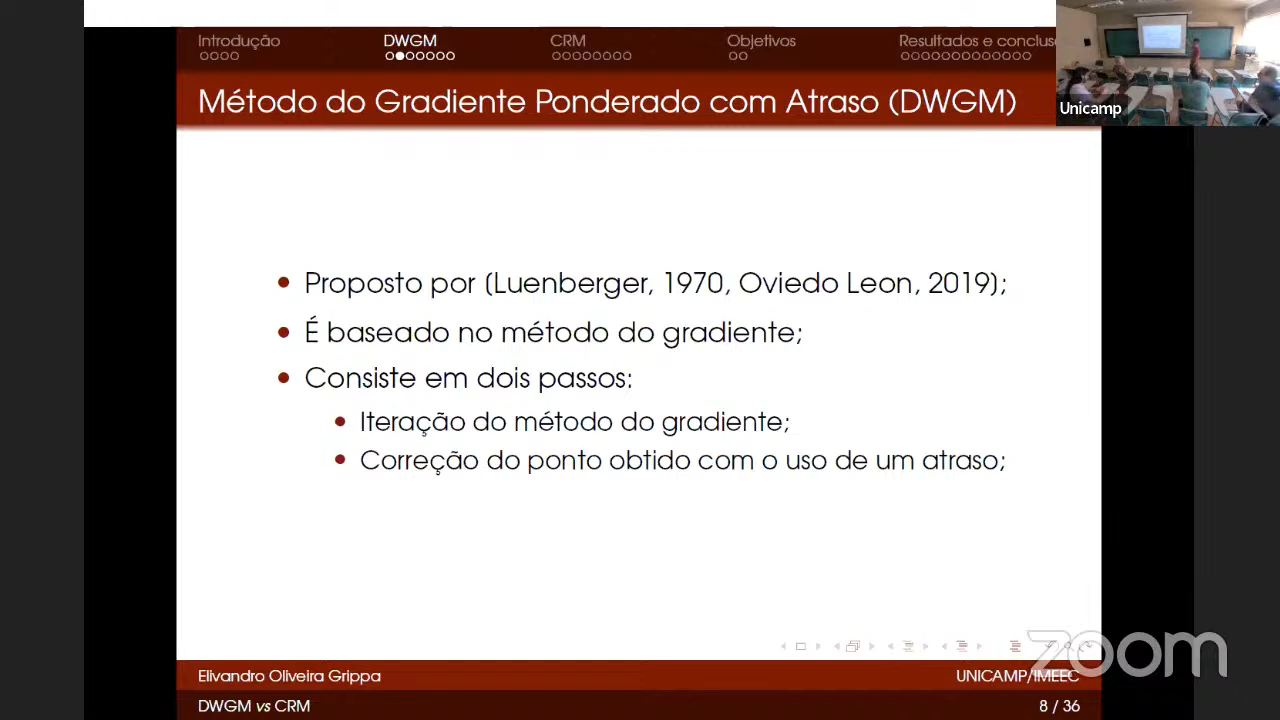 Introdução DWGM CRM Objetivos Resultados e conclus
Método do Gradiente Ponderado com Atraso (DWGM)
Unicamp
• Proposto por (Luenberger, 1970, Oviedo Leon, 2019);
• É baseado no método do gradiente;
• Consiste em dois passos:
• Iteração do método do gradiente;
• Correção do ponto obtido com o uso de um atraso;
zoom
Elivandro Oliveira Grippa UNICAMP/IMEEC
DWGM vs CRM 8 / 36